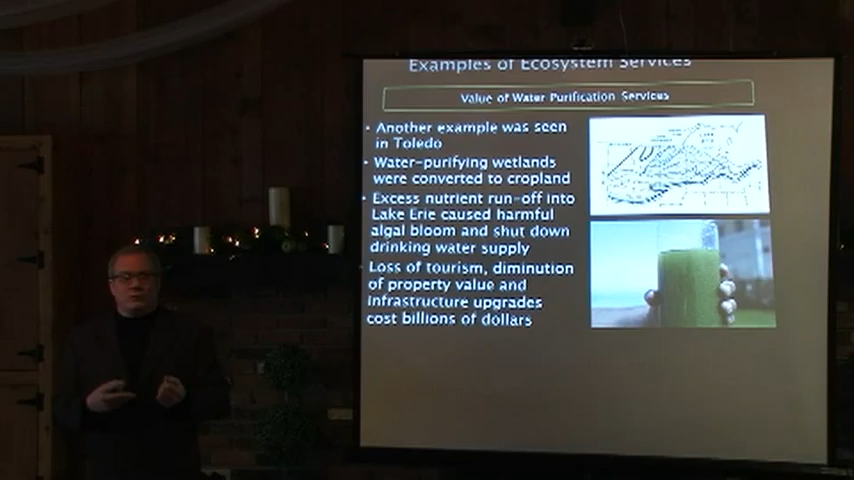 Examples of Ecosystem Services
Value of Water Purification Services
• Another example was seen
in Toledo
• Water-purifying wetlands
were converted to cropland
• Excess nutrient run-off into
Lake Erie caused harmful
algal bloom and shut down
drinking water supply
Loss of tourism, diminution
of property value and
infrastructure upgrades
cost billions of dollars